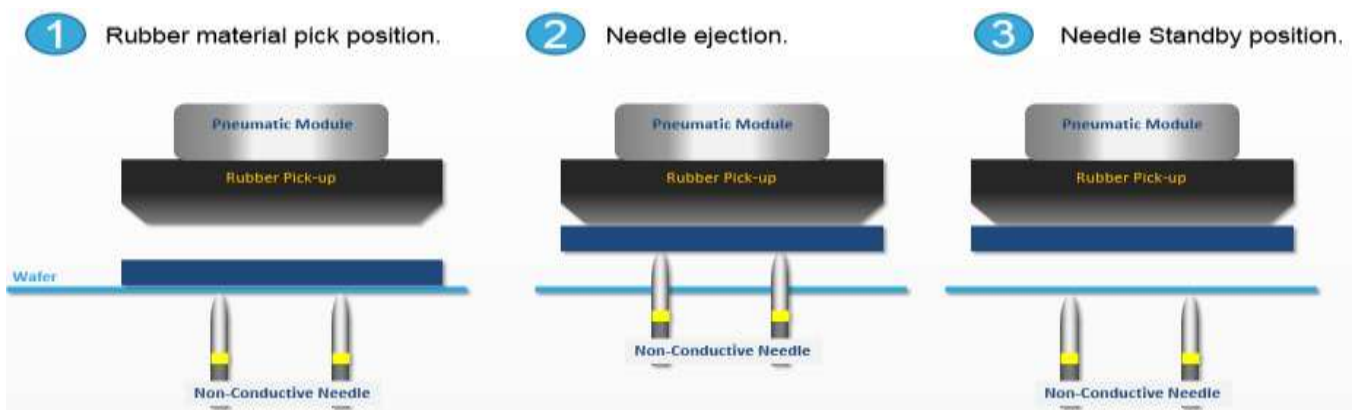 1 Rubber material pick position.
Pneumatic Module
Rubber Pick-up
Wafer
Non-Conductive Needle
2 Needle ejection.
Pneumatic Module
Rubber Pick-up
Non-Conductive Needle
3 Needle Standby position.
Pneumatic Module
Rubber Pick-up
Non-Conductive Needle